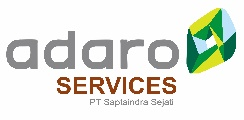 adaro
SERVICES
PT Saptaindra Sejati